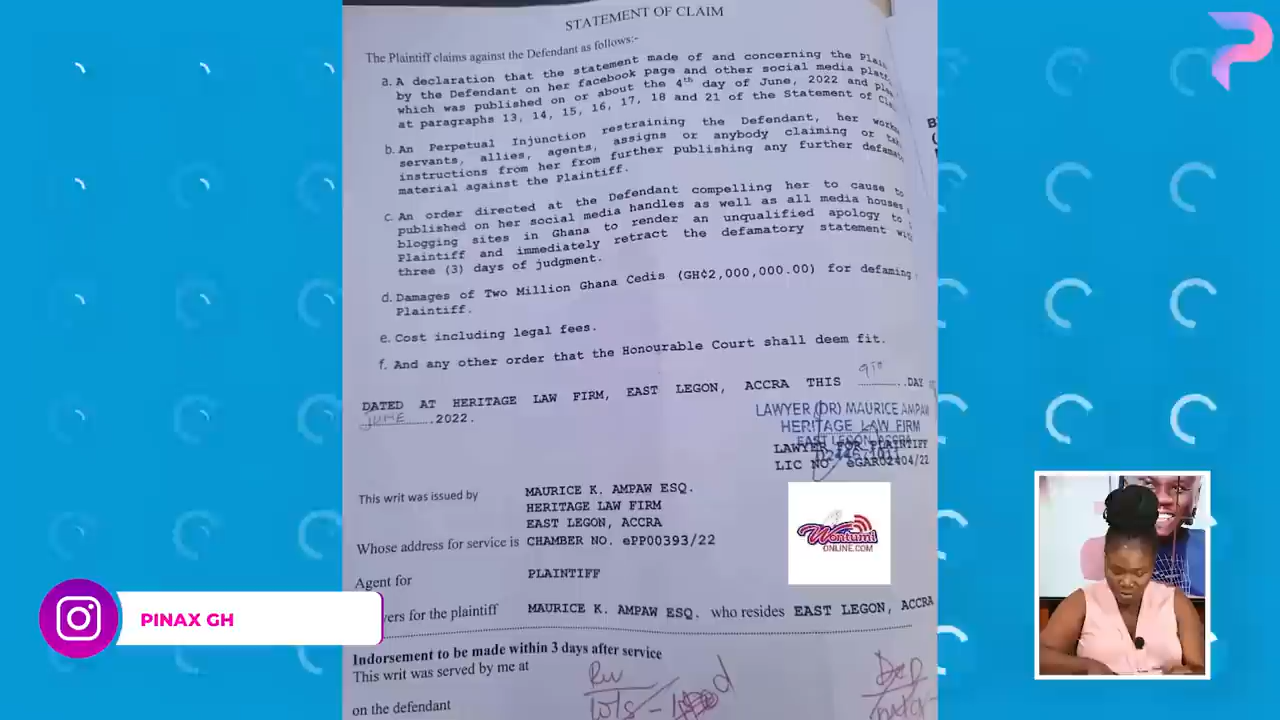 STATEMENT OF CLAIM
The Plaintiff claims against the Defendant as follows:-
a. A declaration that the statement made of and concerning the
by the Defendant on her facebook page and other social media
which was published on or about the 4th day of June, 2022 and
at paragraphs 13, 14, 15, 16, 17, 18 and 21 of the Statement of
b. An Perpetual Injunction restraining the Defendant, her
servants, allies, agents, assigns or anybody claiming or
instructions from her from further publishing any further
material against the Plaintiff.
c. An order directed at the Defendant compelling her to cause to
published on her social media handles as well as all media houses
blogging sites in Ghana to render an unqualified apology to
Plaintiff and immediately retract the defamatory statement
three (3) days of judgment.
d. Damages of Two Million Ghana Cedis (GH¢2,000,000.00) for defaming
Plaintiff.
e. Cost including legal fees.
f. And any other order that the Honourable Court shall deem fit.
DATED AT HERITAGE LAW FIRM, EAST LEGON, ACCRA THIS 9TH DAY
JUNE 2022.
LAWYER (DR) MAURICE AMPAW
HERITAGE LAW FIRM
EAST LEGON, ACCRA
LAWYER FOR PLAINTIFF
LIC NO. eGAR02404/22
This writ was issued by MAURICE K. AMPAW ESQ.
HERITAGE LAW FIRM
EAST LEGON, ACCRA
Whose address for service is CHAMBER NO. ePP00393/22
Agent for PLAINTIFF
for the plaintiff MAURICE K. AMPAW ESQ. who resides EAST LEGON, ACCRA
Indorsement to be made within 3 days after service
This writ was served by me at
on the defendant
Wontumi
ONLINE.COM
PINAX GH